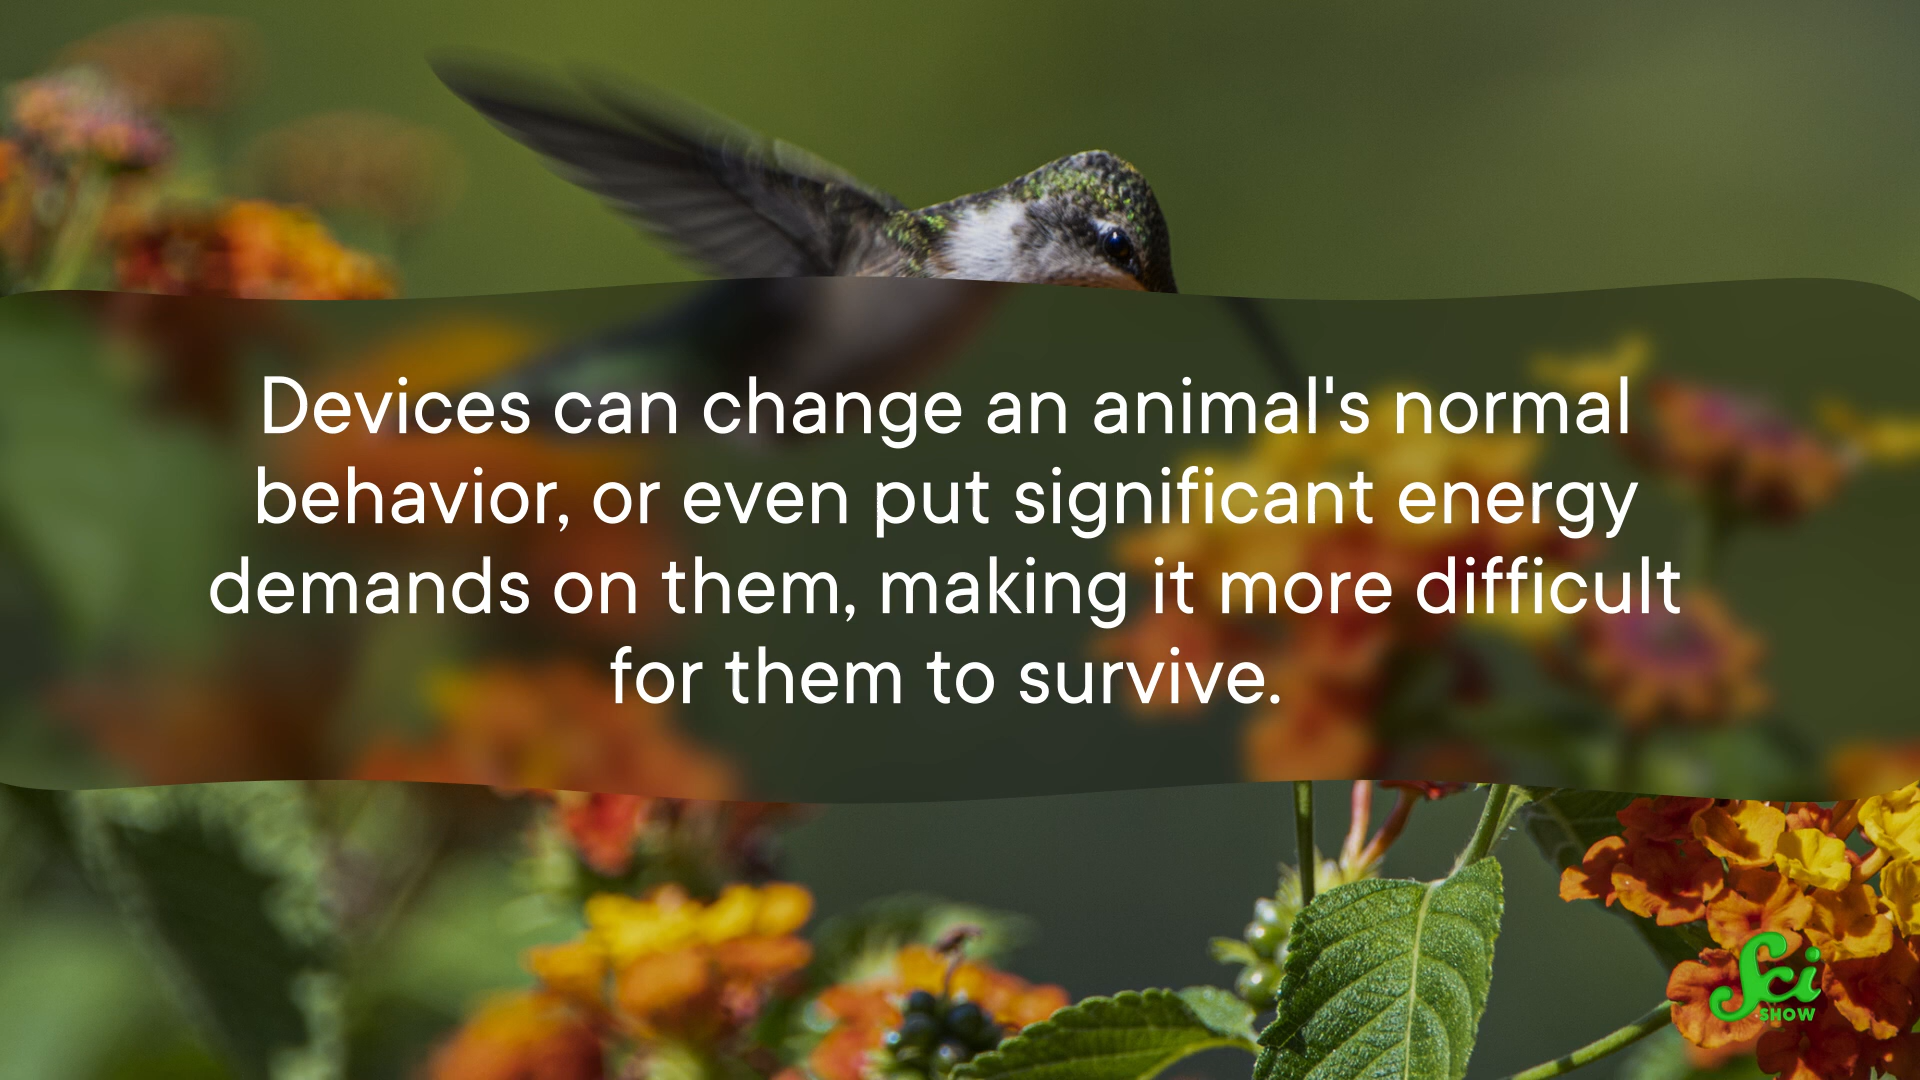 Devices can change an animal's normal
behavior, or even put significant energy
demands on them, making it more difficult
for them to survive.
Sci
SHOW